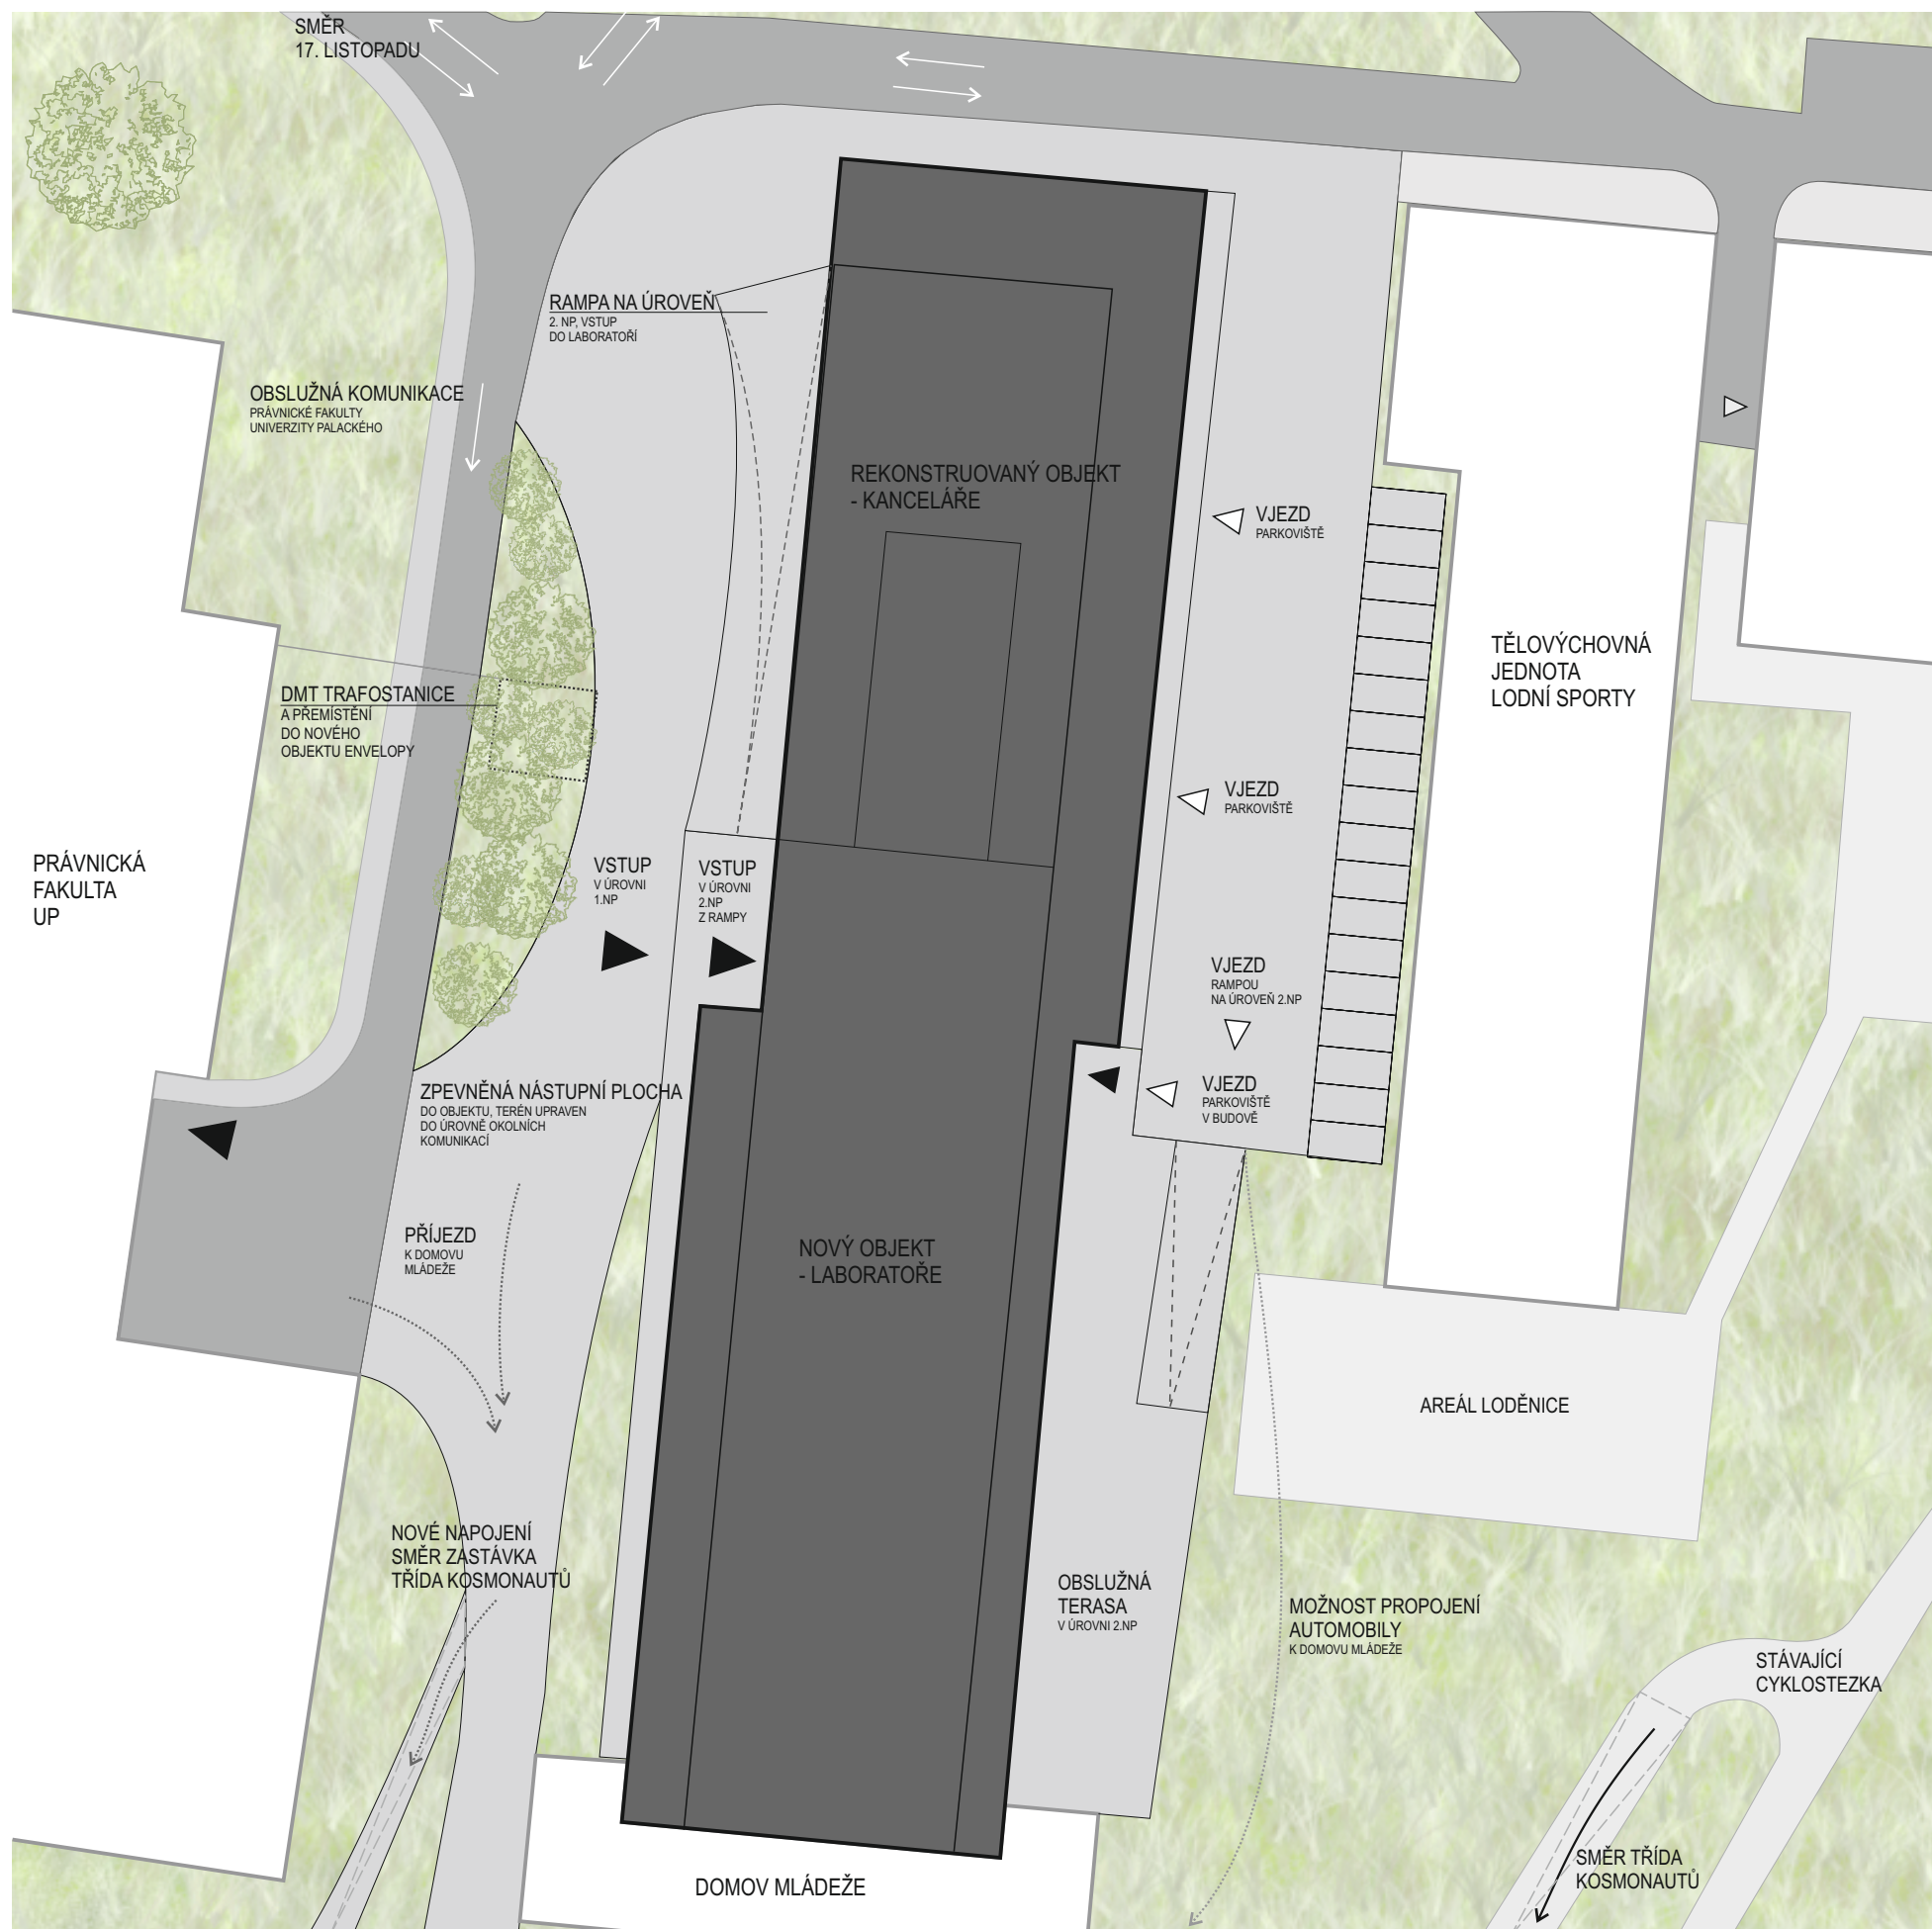 SMĚR
17. LISTOPADU
RAMPA NA ÚROVEŇ
2. NP, VSTUP
DO LABORATOŘÍ
OBSLUŽNÁ KOMUNIKACE
PRÁVNICKÉ FAKULTY
UNIVERZITY PALACKÉHO
REKONSTRUOVANÝ OBJEKT
- KANCELÁŘE
VJEZD
PARKOVIŠTĚ
TĚLOVÝCHOVNÁ
JEDNOTA
LODNÍ SPORTY
DMT TRAFOSTANICE
A PŘEMÍSTĚNÍ
DO NOVÉHO
OBJEKTU ENVELOPY
VJEZD
PARKOVIŠTĚ
PRÁVNICKÁ
FAKULTA
UP
VSTUP
V ÚROVNI
1.NP
VSTUP
V ÚROVNI
2.NP
Z RAMPY
VJEZD
RAMPOU
NA ÚROVEŇ 2.NP
VJEZD
PARKOVIŠTĚ
V BUDOVĚ
ZPEVNĚNÁ NÁSTUPNÍ PLOCHA
DO OBJEKTU, TERÉN UPRAVEN
DO ÚROVNĚ OKOLNÍCH
KOMUNIKACÍ
PŘÍJEZD
K DOMOVU
MLÁDEŽE
NOVÝ OBJEKT
- LABORATOŘE
AREÁL LODĚNICE
NOVÉ NAPOJENÍ
SMĚR ZASTÁVKA
TŘÍDA KOSMONAUTŮ
OBSLUŽNÁ
TERASA
V ÚROVNI 2.NP
MOŽNOST PROPOJENÍ
AUTOMOBILY
K DOMOVU MLÁDEŽE
STÁVAJÍCÍ
CYKLOSTEZKA
SMĚR TŘÍDA
KOSMONAUTŮ
DOMOV MLÁDEŽE